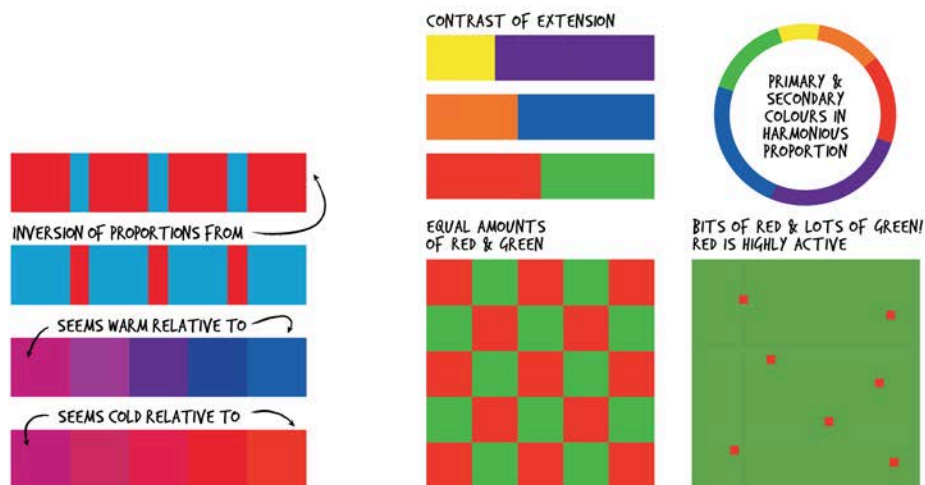 INVERSION OF PROPORTIONS FROM
SEEMS WARM RELATIVE TO
SEEMS COLD RELATIVE TO
CONTRAST OF EXTENSION
PRIMARY &
SECONDARY
COLOURS IN
HARMONIOUS
PROPORTION
EQUAL AMOUNTS
OF RED & GREEN
BITS OF RED & LOTS OF GREEN!
RED IS HIGHLY ACTIVE